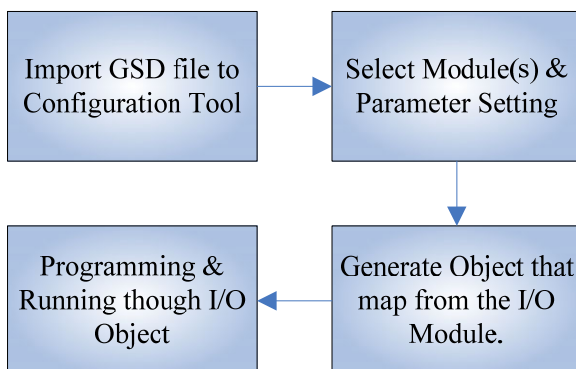 Import GSD file to
Configuration Tool
Select Module(s) &
Parameter Setting
Generate Object that
map from the I/O
Module.
Programming &
Running though I/O
Object